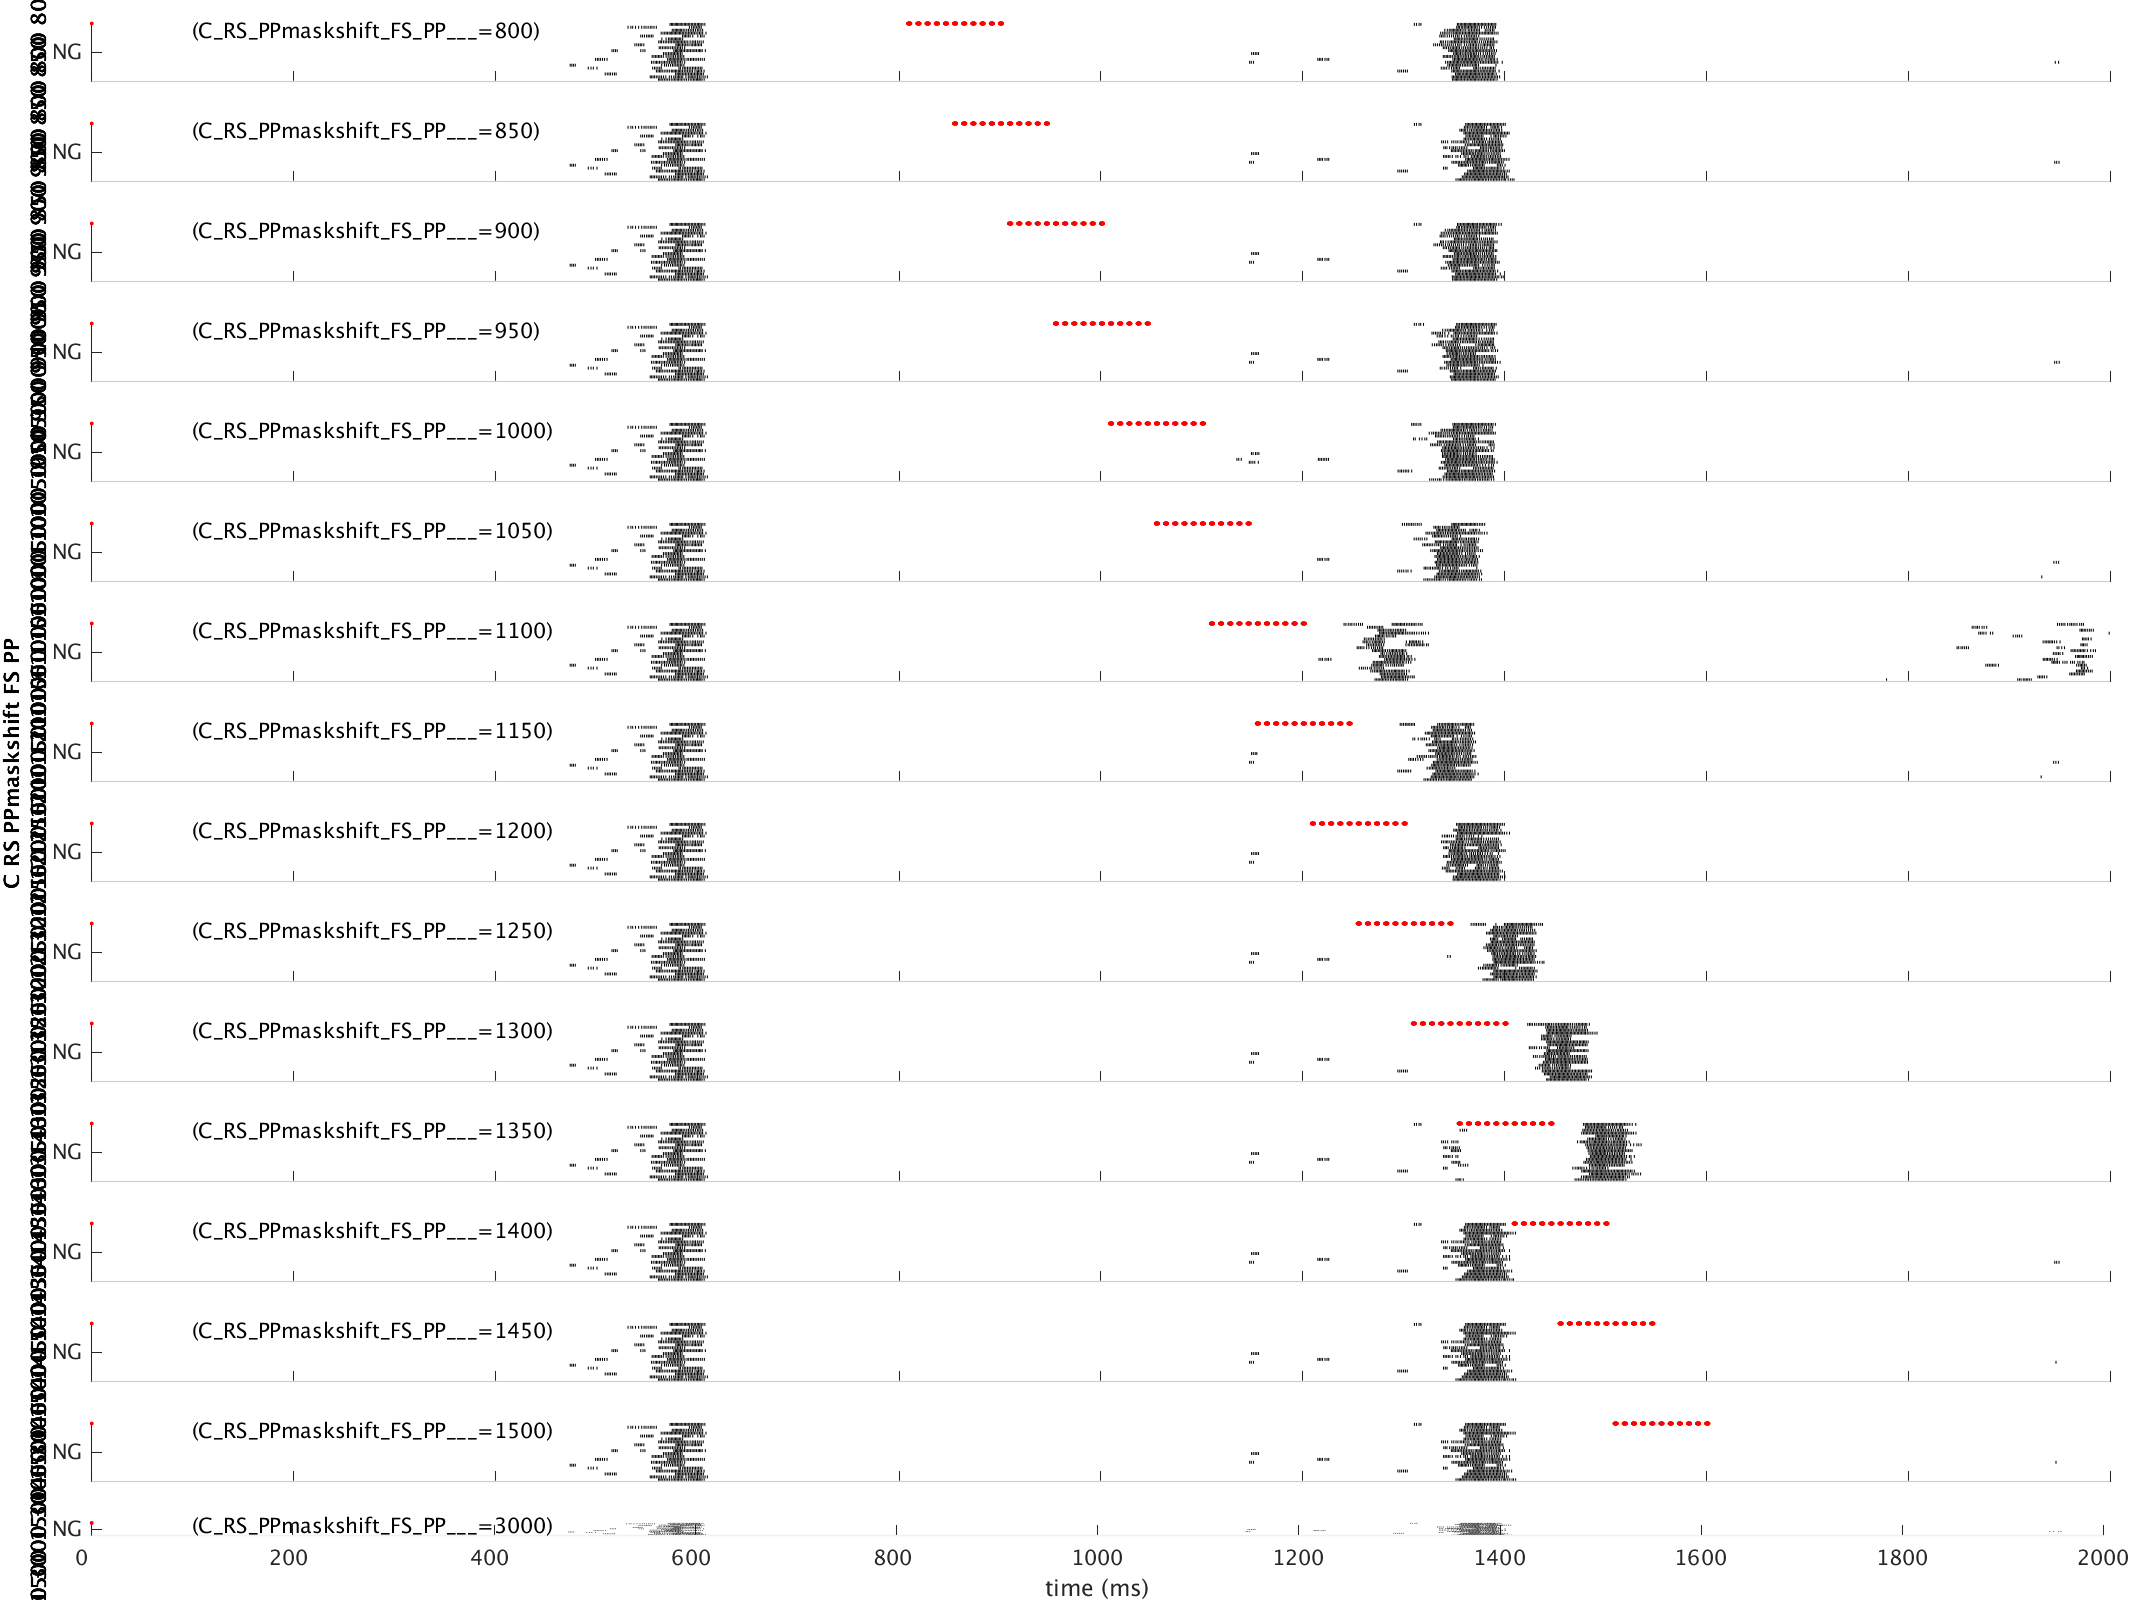 (C_RS_PPmaskshift_FS_PP___=800)
NG
(C_RS_PPmaskshift_FS_PP___=850)
NG
(C_RS_PPmaskshift_FS_PP___=900)
NG
(C_RS_PPmaskshift_FS_PP___=950)
NG
(C_RS_PPmaskshift_FS_PP___=1000)
NG
(C_RS_PPmaskshift_FS_PP___=1050)
NG
(C_RS_PPmaskshift_FS_PP___=1100)
NG
C RS PPmaskshift FS PP
(C_RS_PPmaskshift_FS_PP___=1150)
NG
(C_RS_PPmaskshift_FS_PP___=1200)
NG
(C_RS_PPmaskshift_FS_PP___=1250)
NG
(C_RS_PPmaskshift_FS_PP___=1300)
NG
(C_RS_PPmaskshift_FS_PP___=1350)
NG
(C_RS_PPmaskshift_FS_PP___=1400)
NG
(C_RS_PPmaskshift_FS_PP___=1450)
NG
(C_RS_PPmaskshift_FS_PP___=1500)
NG
(C_RS_PPmaskshift_FS_PP___=3000)
NG
0 200 400 600 800 1000 1200 1400 1600 1800 2000
time (ms)